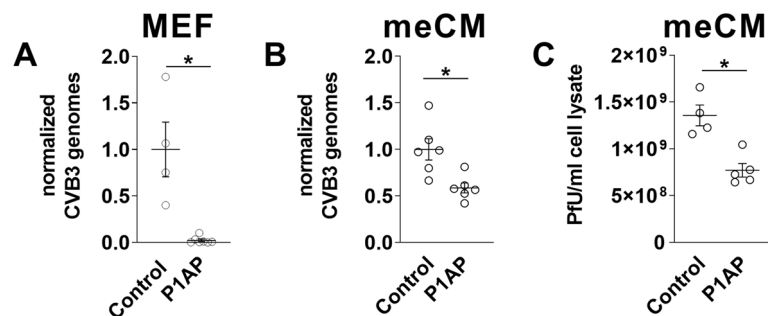 A
MEF
normalized
CVB3 genomes
2.0
1.5
1.0
0.5
0.0
*
Control
P1AP
B
meCM
normalized
CVB3 genomes
2.0
1.5
1.0
0.5
0.0
*
Control
P1AP
C
meCM
PfU/ml cell lysate
2×10⁹
1.5×10⁹
1×10⁹
5×10⁸
0
*
Control
P1AP